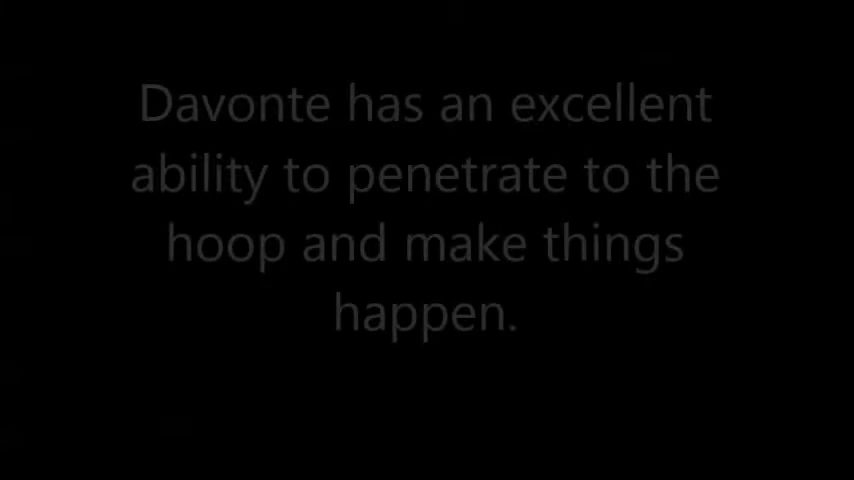 Davonte has an excellent
ability to penetrate to the
hoop and make things
happen.